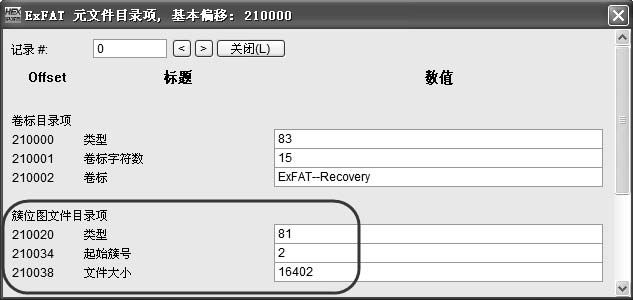 ExFAT 元文件目录项, 基本偏移: 210000
记录 #: 0 < > 关闭(L)
Offset 标题 数值
卷标目录项
210000 类型 83
210001 卷标字符数 15
210002 卷标 ExFAT--Recovery
簇位图文件目录项
210020 类型 81
210034 起始簇号 2
210038 文件大小 16402